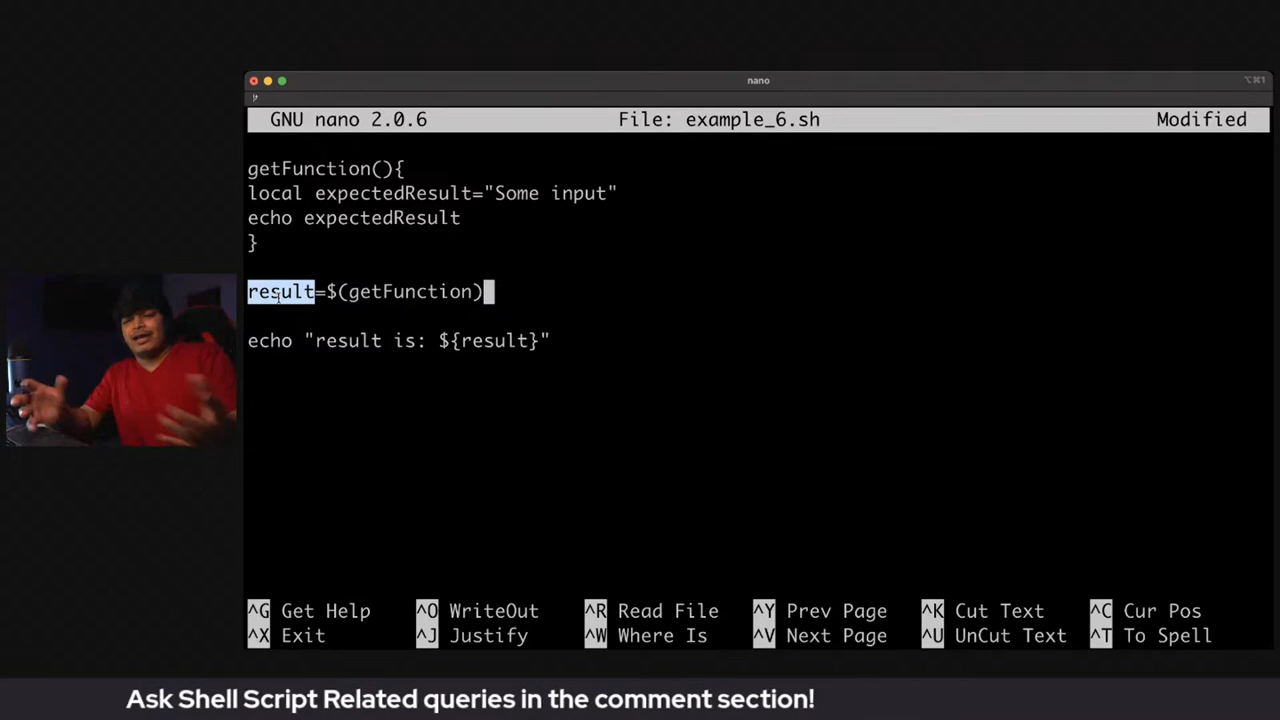 nano
⌥⌘1
GNU nano 2.0.6 File: example_6.sh Modified
getFunction(){
local expectedResult="Some input"
echo expectedResult
}
result=$(getFunction)
echo "result is: ${result}"
^G Get Help ^O WriteOut ^R Read File ^Y Prev Page ^K Cut Text ^C Cur Pos
^X Exit ^J Justify ^W Where Is ^V Next Page ^U UnCut Text ^T To Spell
Ask Shell Script Related queries in the comment section!